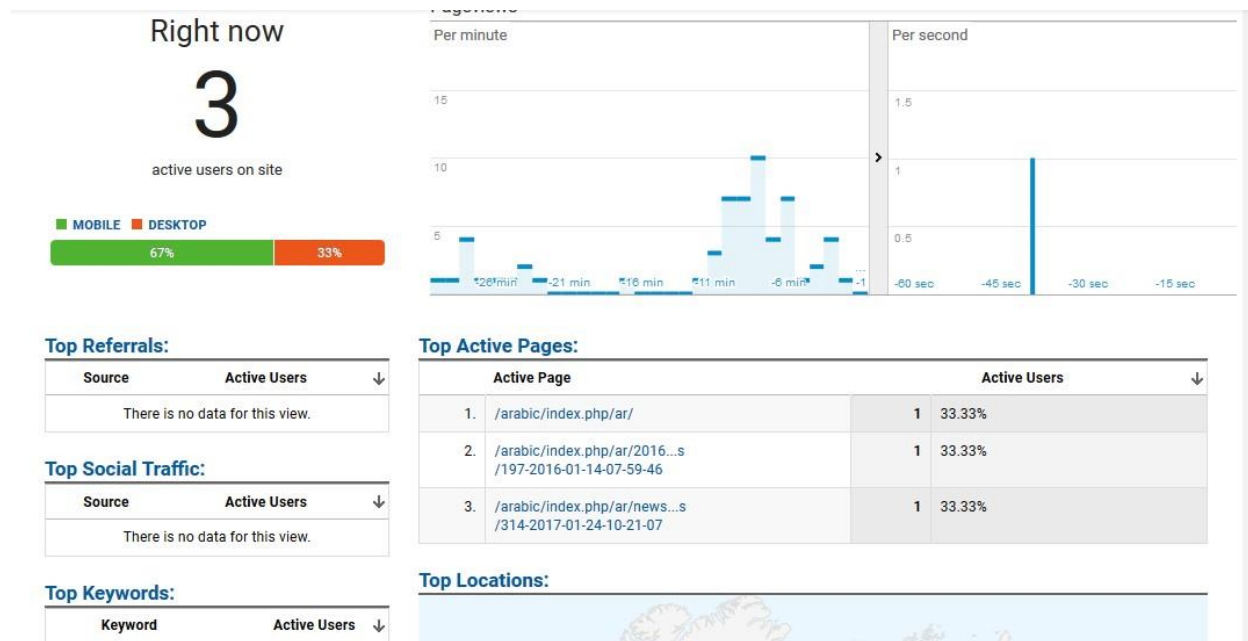 Right now
3
active users on site
MOBILE DESKTOP
67% 33%
Pageviews
Per minute
15
10
5
-26 min -21 min -16 min -11 min -6 min -1
Per second
1.5
1
0.5
-60 sec -45 sec -30 sec -15 sec
Top Referrals:
Source Active Users
There is no data for this view.
Top Social Traffic:
Source Active Users
There is no data for this view.
Top Keywords:
Keyword Active Users
Top Active Pages:
Active Page Active Users
1. /arabic/index.php/ar/ 1 33.33%
2. /arabic/index.php/ar/2016...s
/197-2016-01-14-07-59-46 1 33.33%
3. /arabic/index.php/ar/news...s
/314-2017-01-24-10-21-07 1 33.33%
Top Locations: